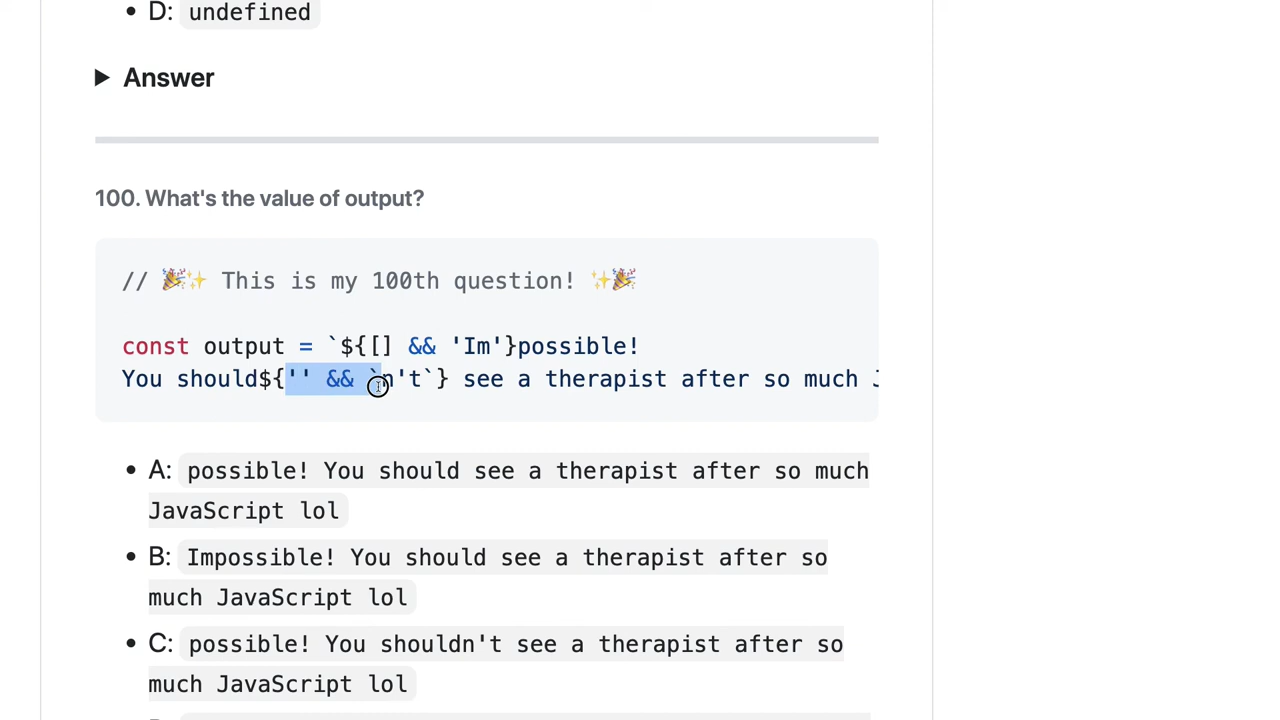 D: undefined
Answer
100. What's the value of output?
// 🎉✨ This is my 100th question! ✨🎉
const output = `${[] && 'Im'}possible!
You should${'' && `n't`} see a therapist after so much J
A: possible! You should see a therapist after so much
JavaScript lol
B: Impossible! You should see a therapist after so
much JavaScript lol
C: possible! You shouldn't see a therapist after so
much JavaScript lol